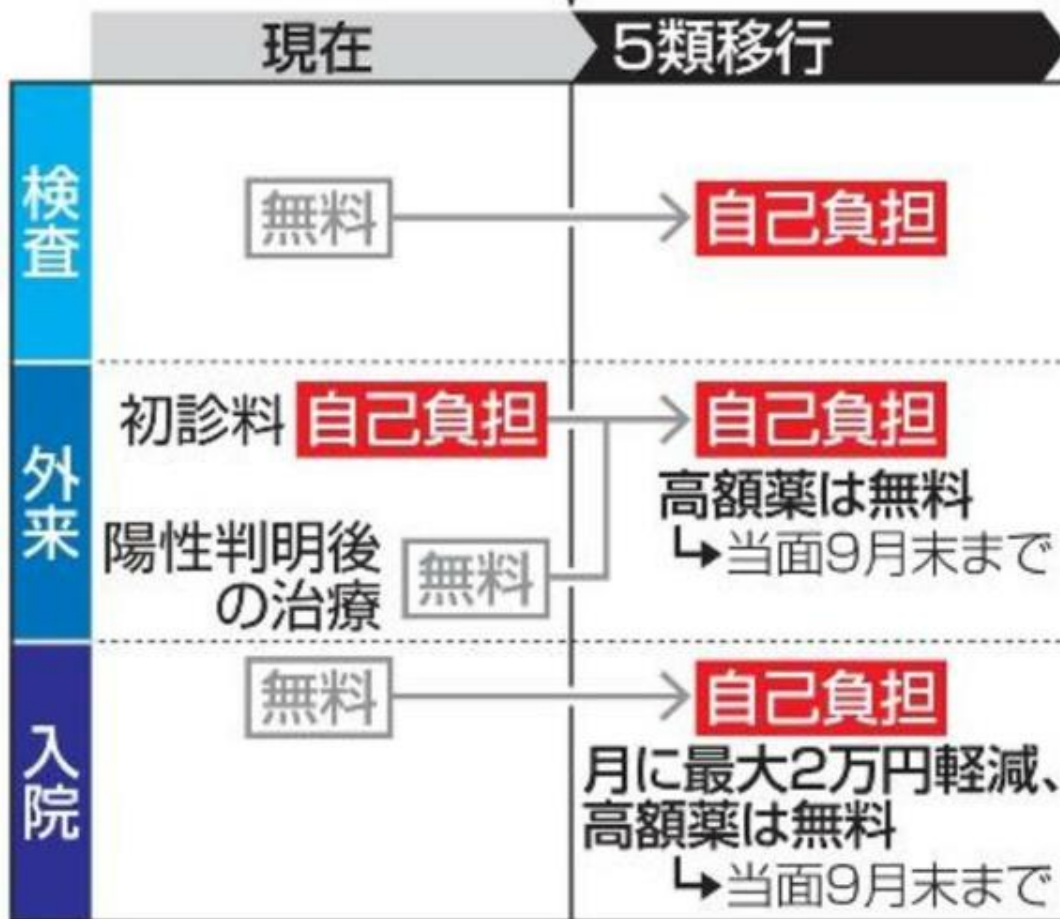 現在 5類移行
検査
無料 自己負担
外来
初診料 自己負担 自己負担
高額薬は無料
当面9月末まで
陽性判明後
の治療
無料
入院
無料 自己負担
月に最大2万円軽減、
高額薬は無料
当面9月末まで